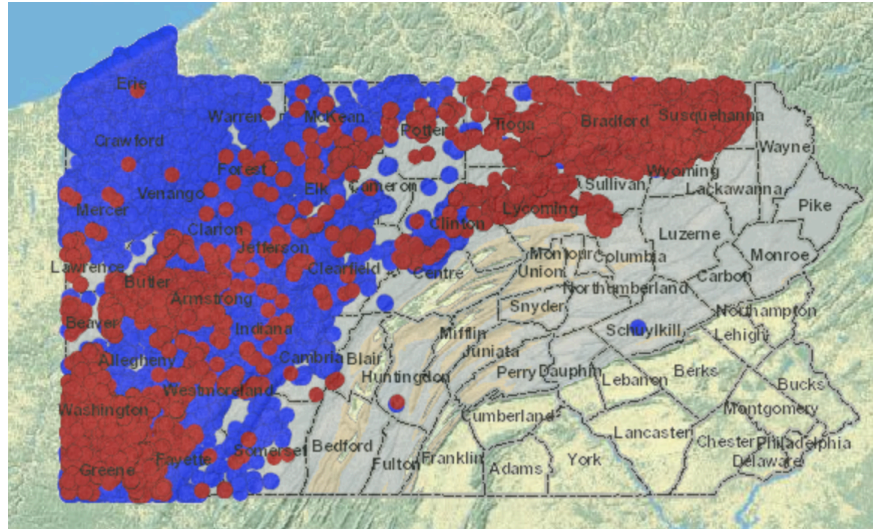 Erie
Warren
McKean
Potter
Tioga
Bradford
Susquehanna
Crawford
Wayne
Forest
Elk
Cameron
Sullivan
Wyoming
Lackawanna
Venango
Mercer
Clinton
Lycoming
Pike
Clarion
Jefferson
Luzerne
Lawrence
Clearfield
Centre
Montour
Columbia
Monroe
Union
Carbon
Butler
Armstrong
Northumberland
Snyder
Northampton
Beaver
Indiana
Mifflin
Schuylkill
Lehigh
Allegheny
Cambria
Blair
Juniata
Huntingdon
Perry
Dauphin
Lebanon
Berks
Bucks
Westmoreland
Washington
Cumberland
Montgomery
Lancaster
Chester
Philadelphia
Somerset
Bedford
Fayette
Greene
Fulton
Franklin
Adams
York
Delaware